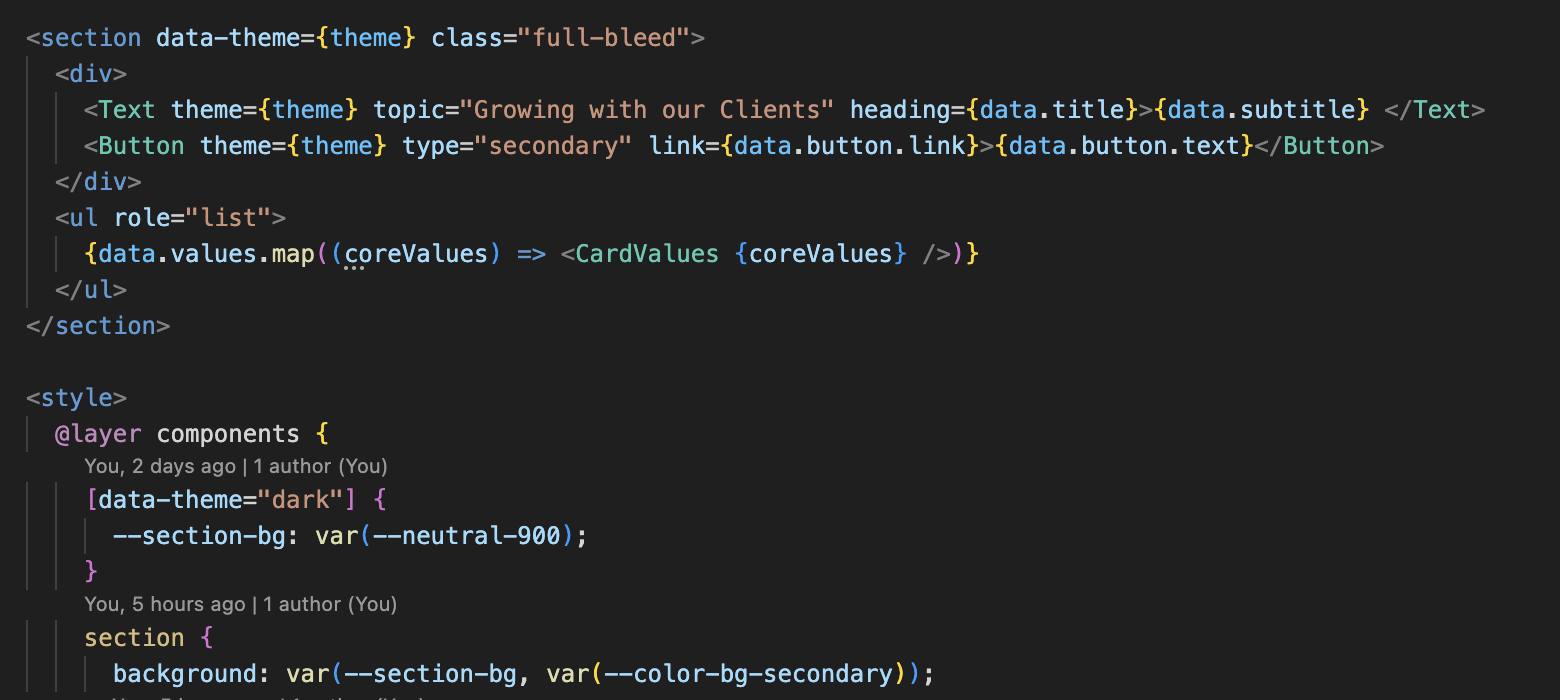 <section data-theme={theme} class="full-bleed">
<div>
<Text theme={theme} topic="Growing with our Clients" heading={data.title}>{data.subtitle} </Text>
<Button theme={theme} type="secondary" link={data.button.link}>{data.button.text}</Button>
</div>
<ul role="list">
{data.values.map((coreValues) => <CardValues {coreValues} />)}
</ul>
</section>
<style>
@layer components {
You, 2 days ago | 1 author (You)
[data-theme="dark"] {
--section-bg: var(--neutral-900);
}
You, 5 hours ago | 1 author (You)
section {
background: var(--section-bg, var(--color-bg-secondary));